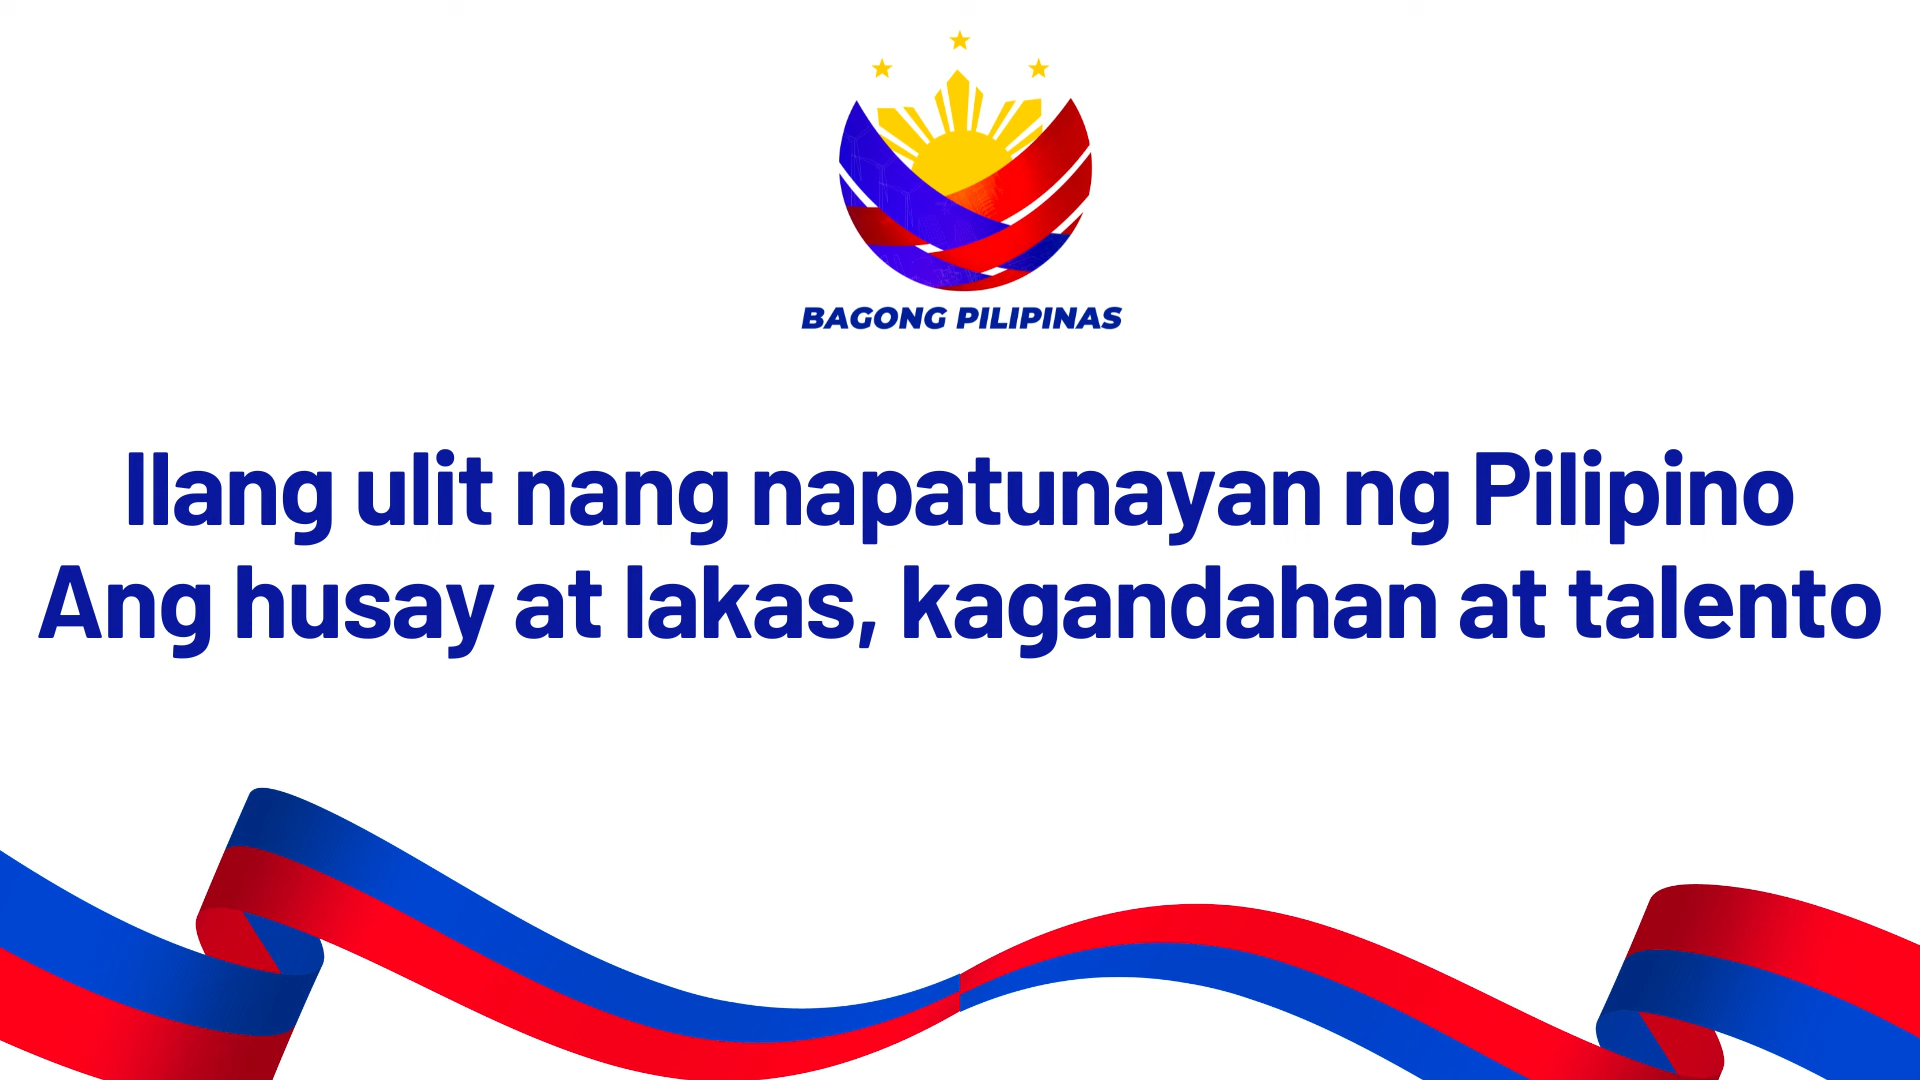 BAGONG PILIPINAS
Ilang ulit nang napatunayan ng Pilipino
Ang husay at lakas, kagandahan at talento